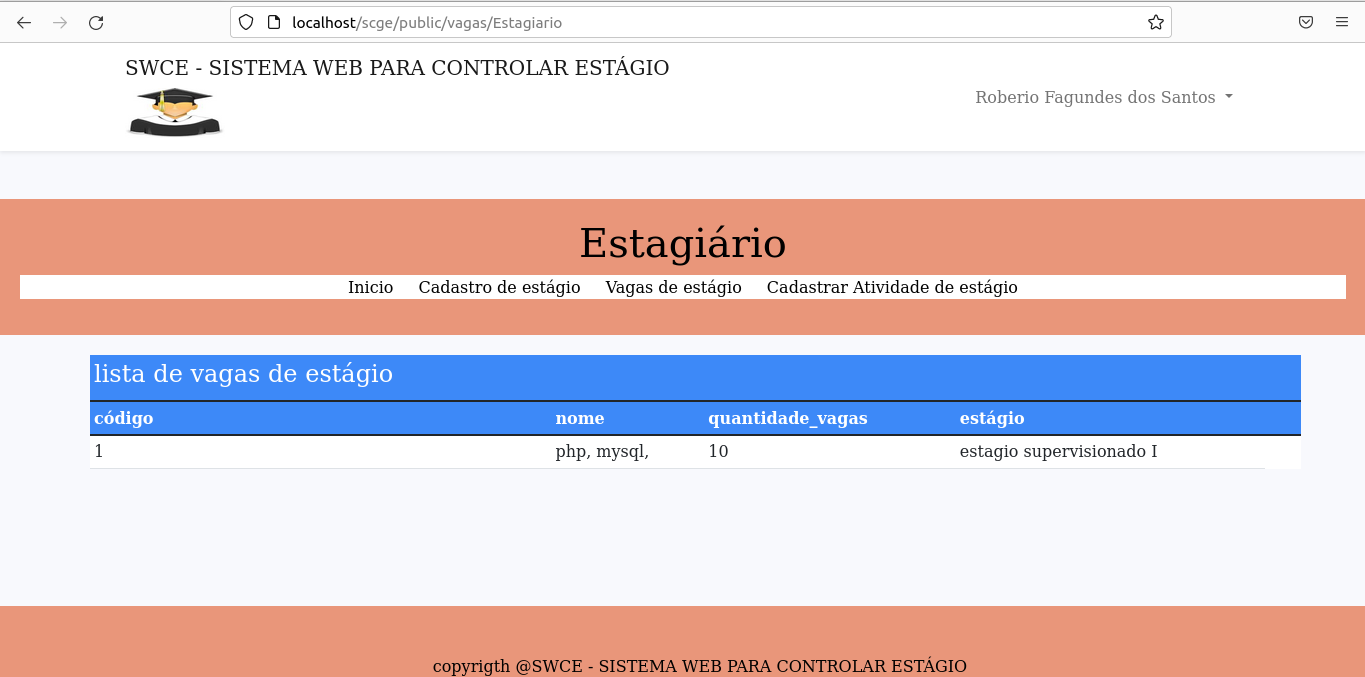 localhost/scge/public/vagas/Estagiario
SWCE - SISTEMA WEB PARA CONTROLAR ESTÁGIO
Roberio Fagundes dos Santos
Estagiário
Inicio Cadastro de estágio Vagas de estágio Cadastrar Atividade de estágio
lista de vagas de estágio
código nome quantidade_vagas estágio
1 php, mysql, 10 estagio supervisionado I
copyrigth @SWCE - SISTEMA WEB PARA CONTROLAR ESTÁGIO